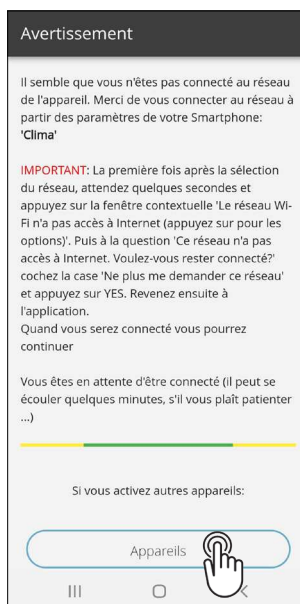 Avertissement
Il semble que vous n'êtes pas connecté au réseau
de l'appareil. Merci de vous connecter au réseau à
partir des paramètres de votre Smartphone:
'Clima'
IMPORTANT: La première fois après la sélection
du réseau, attendez quelques secondes et
appuyez sur la fenêtre contextuelle 'Le réseau Wi-
Fi n'a pas accès à Internet (appuyez sur pour les
options)'. Puis à la question 'Ce réseau n'a pas
accès à Internet. Voulez-vous rester connecté?'
cochez la case 'Ne plus me demander ce réseau'
et appuyez sur YES. Revenez ensuite à
l'application.
Quand vous serez connecté vous pourrez
continuer
Vous êtes en attente d'être connecté (il peut se
écouler quelques minutes, s'il vous plaît patienter
...)
Si vous activez autres appareils:
Appareils